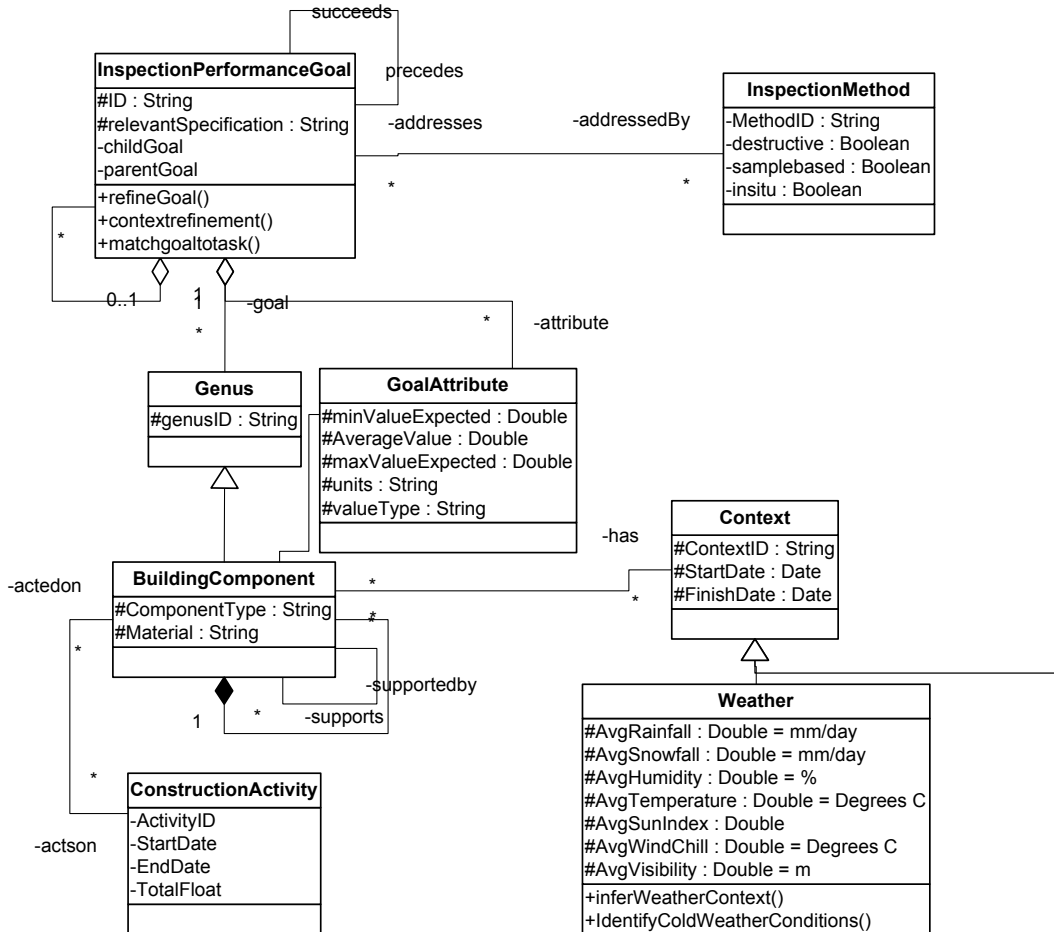 succeeds
InspectionPerformanceGoal
#ID : String
#relevantSpecification : String
-childGoal
-parentGoal
+refineGoal()
+contextrefinement()
+matchgoaltotask()
precedes
-addresses
-addressedBy
*
*
InspectionMethod
-MethodID : String
-destructive : Boolean
-samplebased : Boolean
-insitu : Boolean
*
0..1
1
1
-goal
*
*
-attribute
Genus
#genusID : String
GoalAttribute
#minValueExpected : Double
#AverageValue : Double
#maxValueExpected : Double
#units : String
#valueType : String
-has
*
*
Context
#ContextID : String
#StartDate : Date
#FinishDate : Date
-actedon
*
BuildingComponent
#ComponentType : String
#Material : String
*
*
-supportedby
-supports
*
1
*
-actson
ConstructionActivity
-ActivityID
-StartDate
-EndDate
-TotalFloat
Weather
#AvgRainfall : Double = mm/day
#AvgSnowfall : Double = mm/day
#AvgHumidity : Double = %
#AvgTemperature : Double = Degrees C
#AvgSunIndex : Double
#AvgWindChill : Double = Degrees C
#AvgVisibility : Double = m
+inferWeatherContext()
+IdentifyColdWeatherConditions()